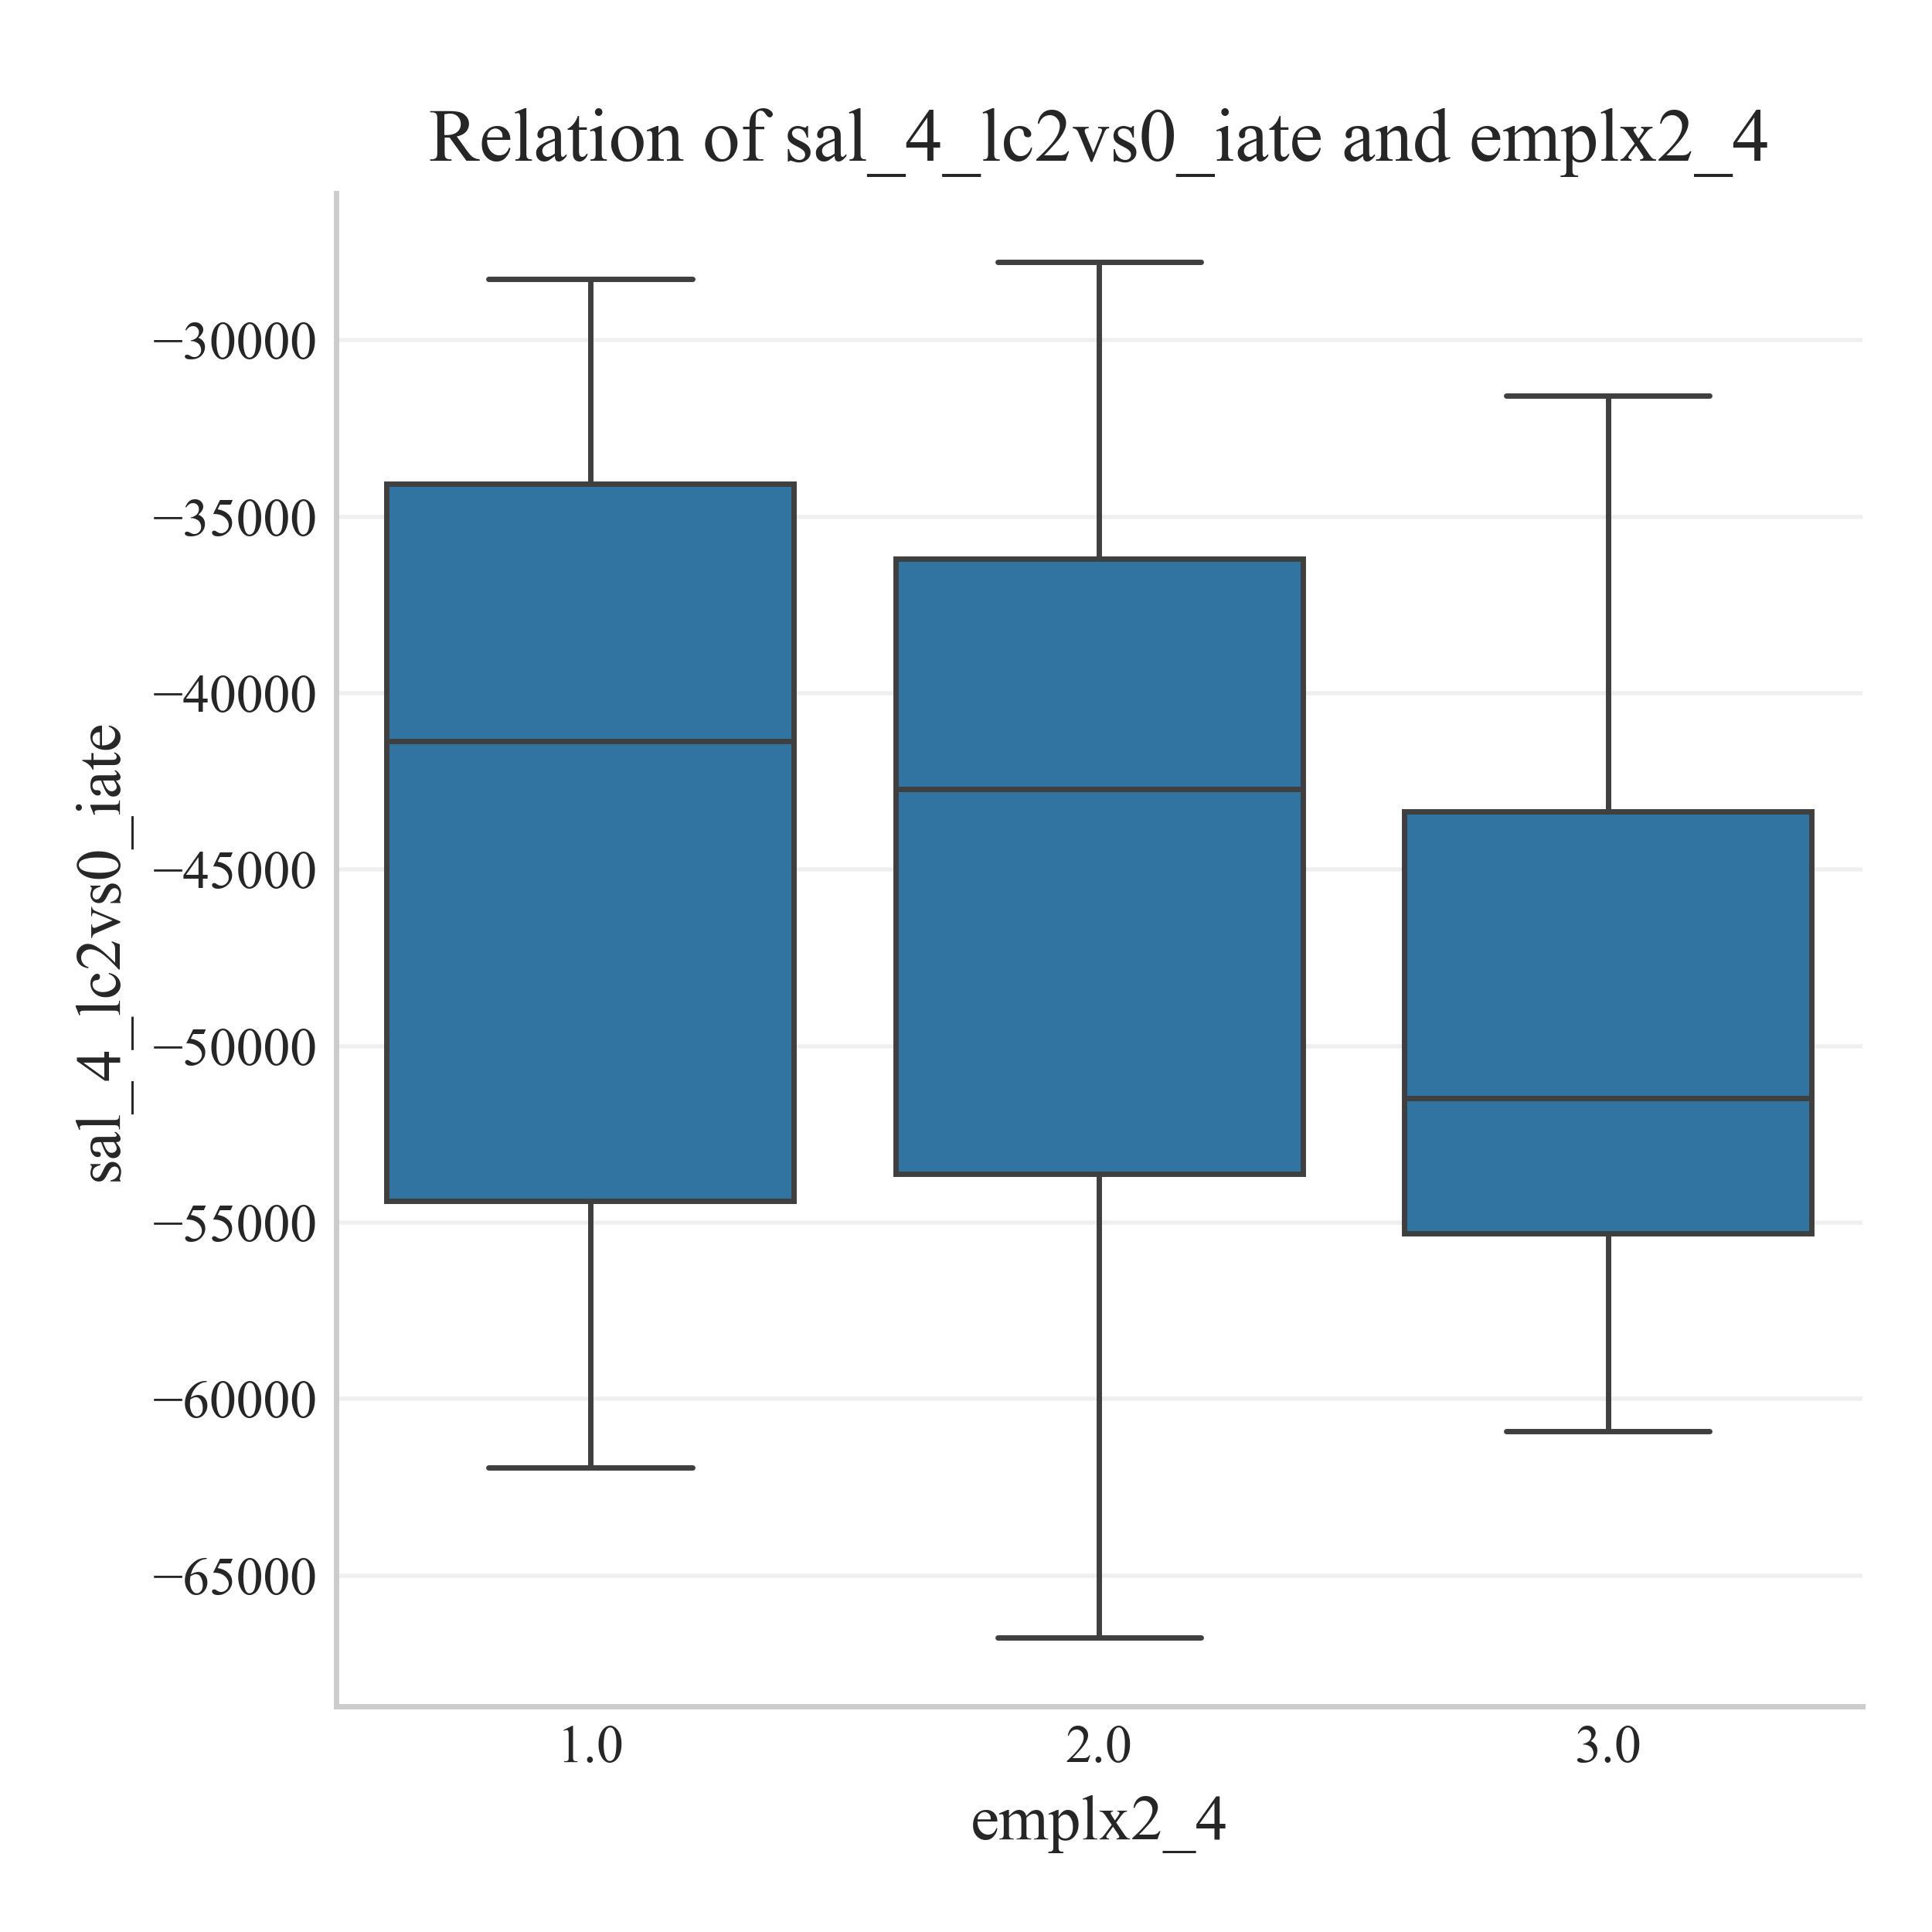 Relation of sal_4_lc2vs0_iate and emplx2_4
−30000
−35000
−40000
−45000
−50000
−55000
−60000
−65000
sal_4_lc2vs0_iate
1.0 2.0 3.0
emplx2_4